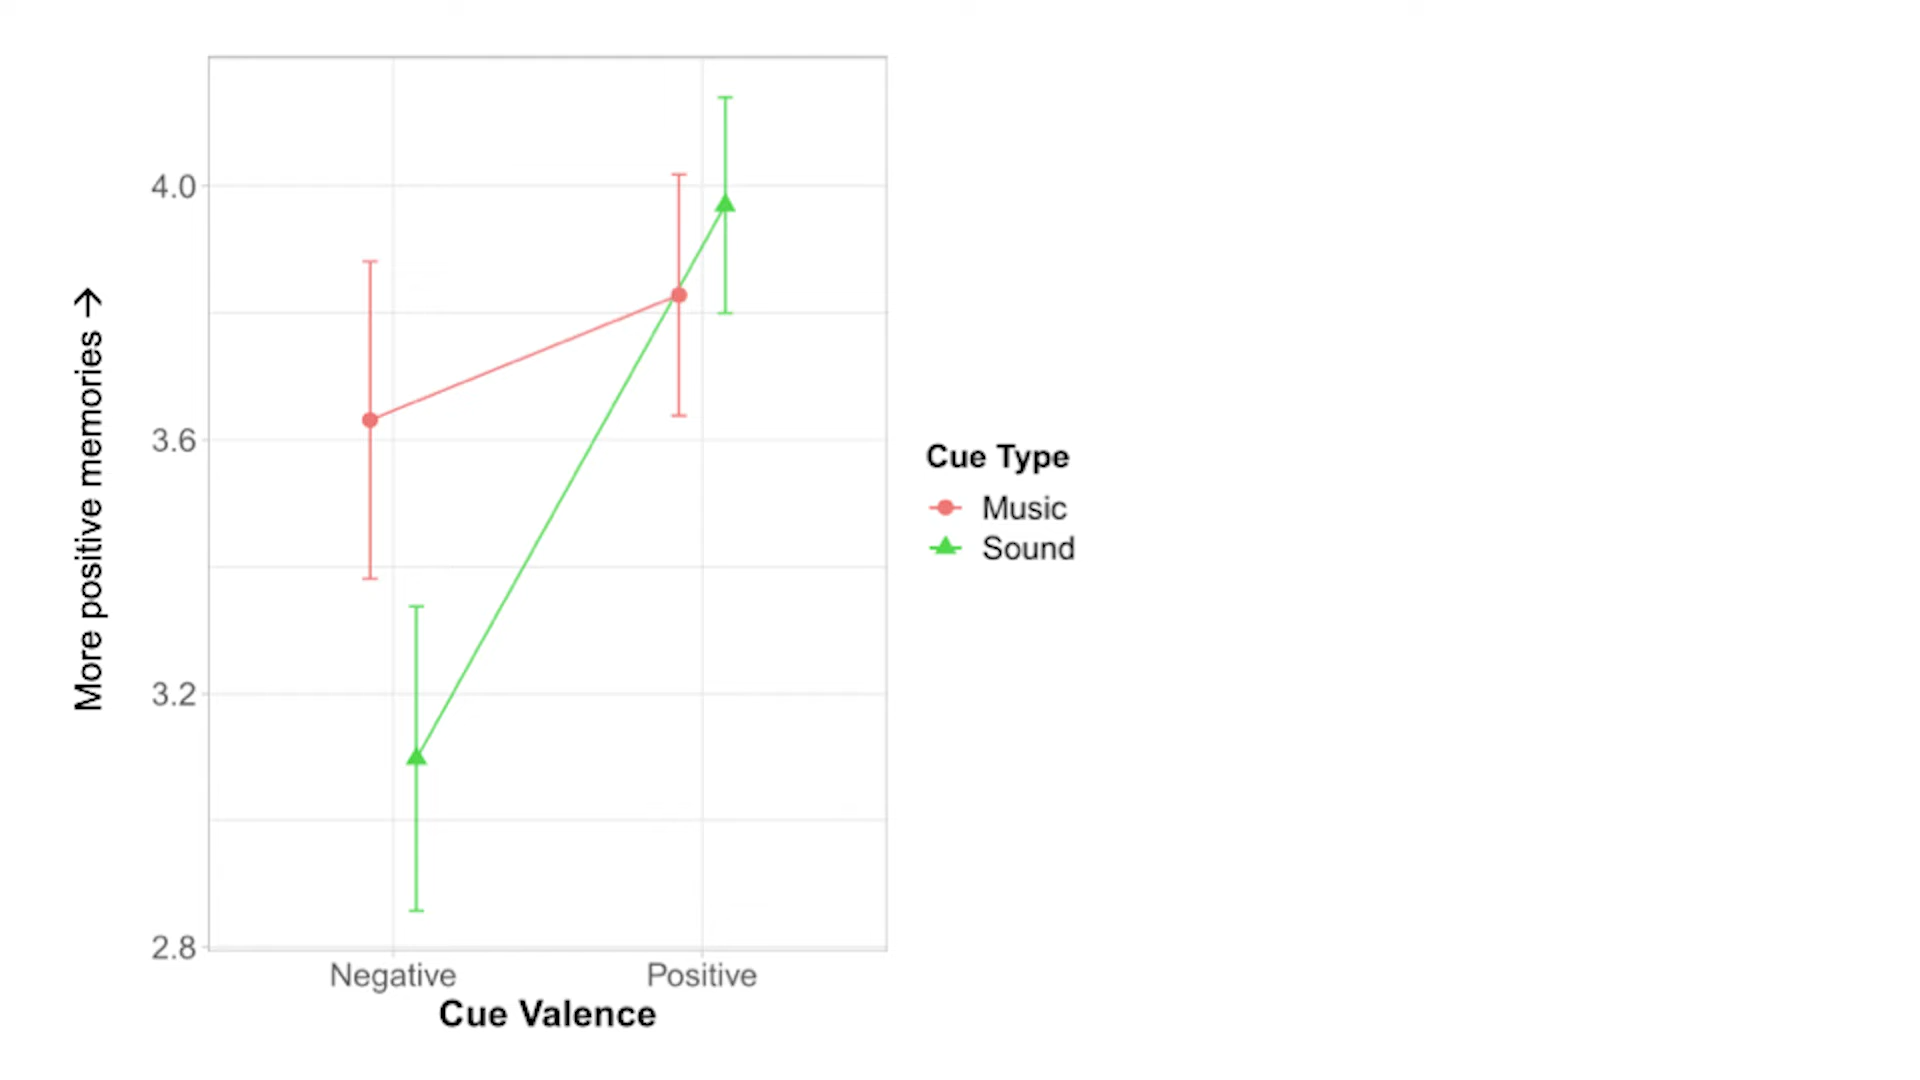 More positive memories →
4.0
3.6
3.2
2.8
Negative Positive
Cue Valence
Cue Type
Music
Sound